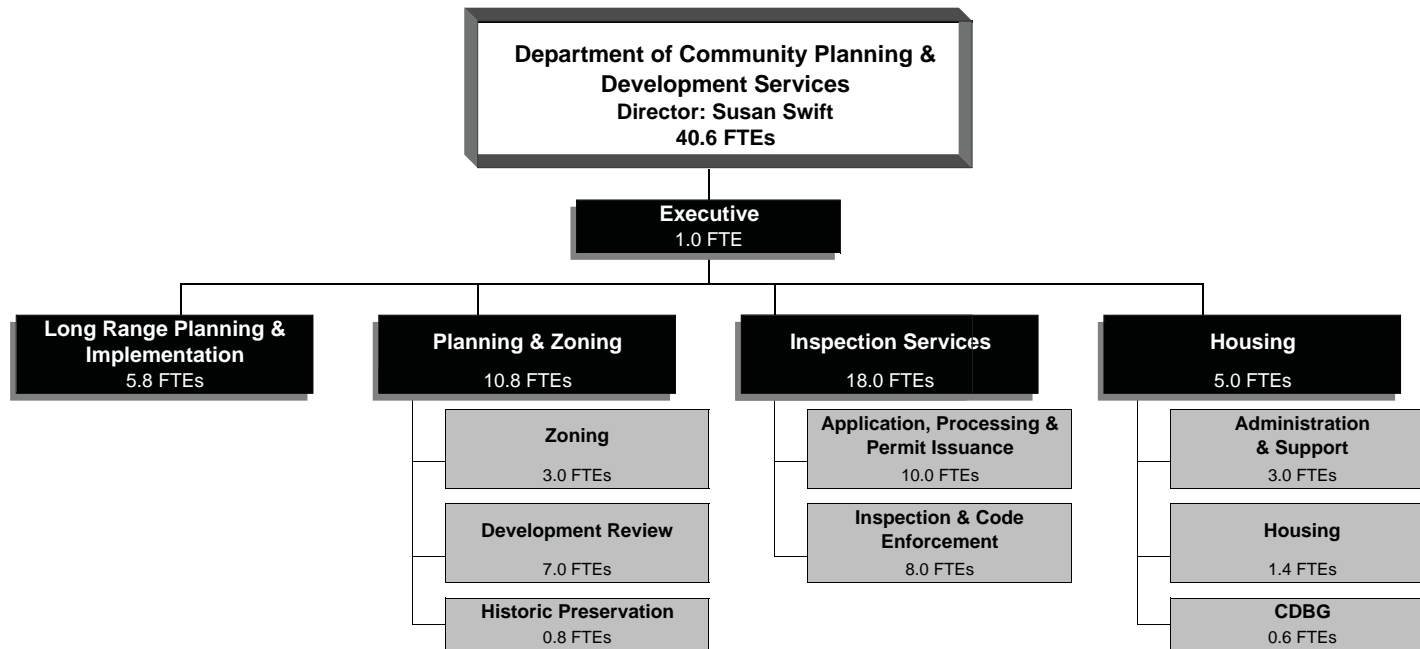 Department of Community Planning &
Development Services
Director: Susan Swift
40.6 FTEs
Executive
1.0 FTE
Long Range Planning &
Implementation
5.8 FTEs
Planning & Zoning
10.8 FTEs
Inspection Services
18.0 FTEs
Housing
5.0 FTEs
Zoning
3.0 FTEs
Development Review
7.0 FTEs
Historic Preservation
0.8 FTEs
Application, Processing &
Permit Issuance
10.0 FTEs
Inspection & Code
Enforcement
8.0 FTEs
Administration
& Support
3.0 FTEs
Housing
1.4 FTEs
CDBG
0.6 FTEs